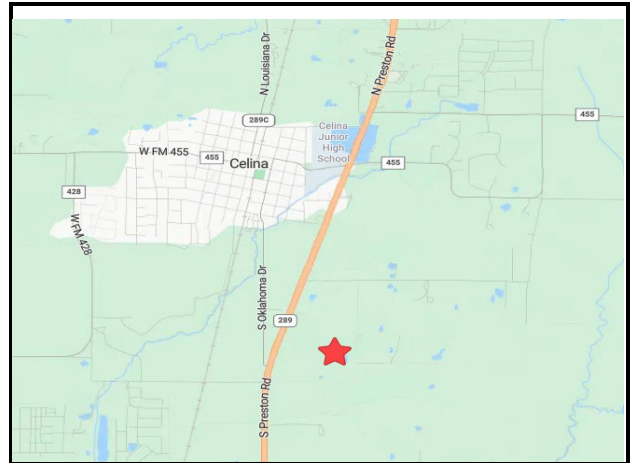 N Louisiana Dr
N Preston Rd
289C
455
Celina
Junior
High
School
W FM 455
455
Celina
455
428
W FM 428
S Oklahoma Dr
289
S Preston Rd